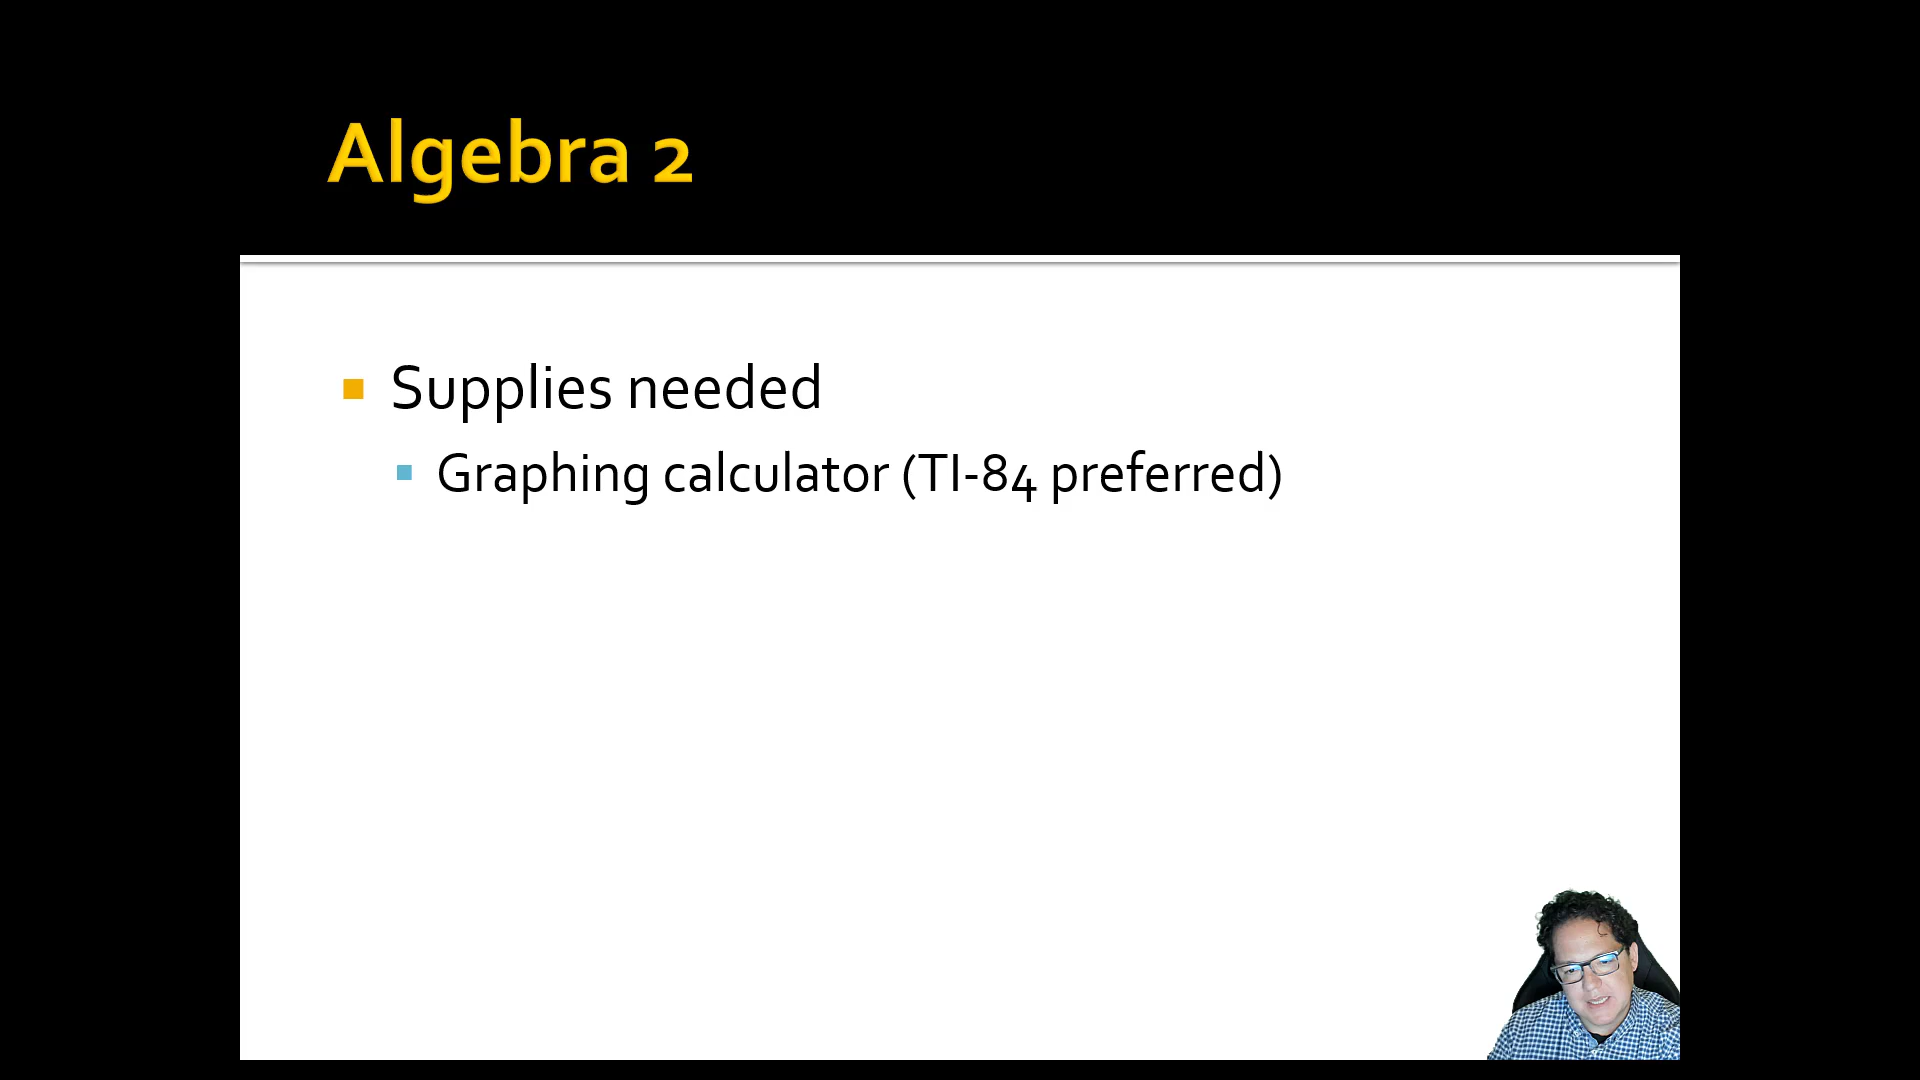 Algebra 2
Supplies needed
Graphing calculator (TI-84 preferred)